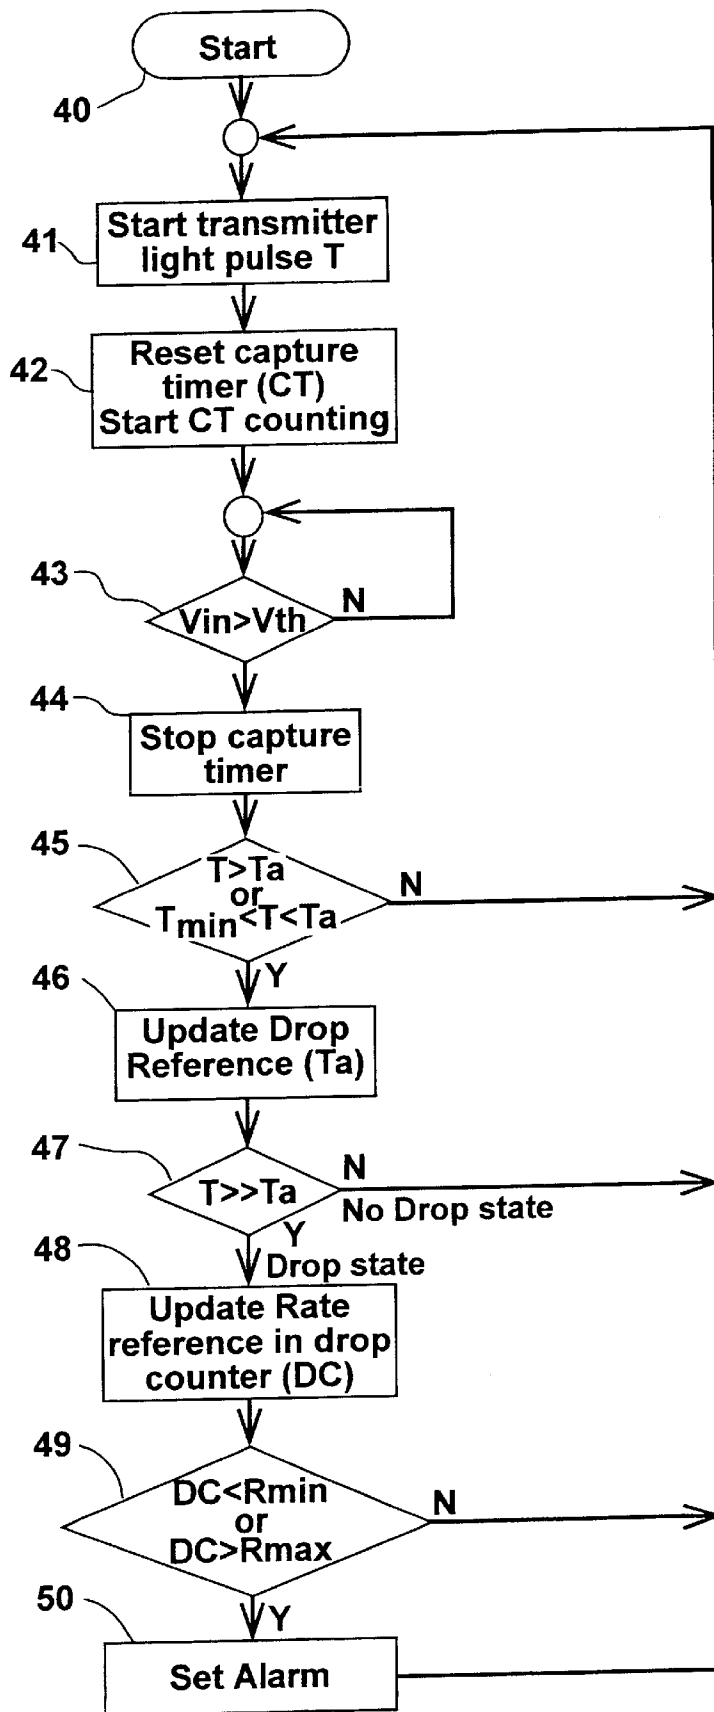 Start
40
41
Start transmitter
light pulse T
42
Reset capture
timer (CT)
Start CT counting
43
Vin>Vth
N
44
Stop capture
timer
45
T>Ta
or
Tmin<T<Ta
N
Y
46
Update Drop
Reference (Ta)
47
T>>Ta
N
No Drop state
Y
Drop state
48
Update Rate
reference in drop
counter (DC)
49
DC<Rmin
or
DC>Rmax
N
Y
50
Set Alarm